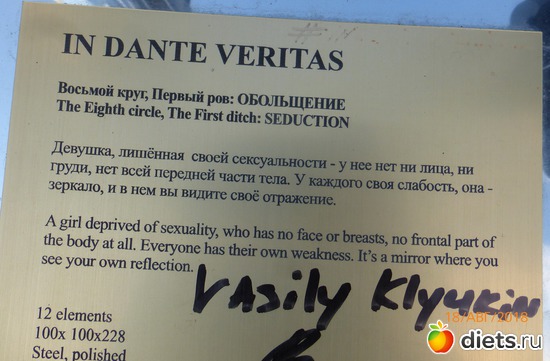 IN DANTE VERITAS
Восьмой круг, Первый ров: ОБОЛЬЩЕНИЕ
The Eighth circle, The First ditch: SEDUCTION
Девушка, лишённая своей сексуальности - у нее нет ни лица, ни
груди, нет всей передней части тела. У каждого своя слабость, она -
зеркало, и в нем вы видите своё отражение.
A girl deprived of sexuality, who has no face or breasts, no frontal part of
the body at all. Everyone has their own weakness. It's a mirror where you
see your own reflection.
Vasily Klyukin
12 elements
100x 100x228
Steel, polished
18/АВГ/2018
diets.ru